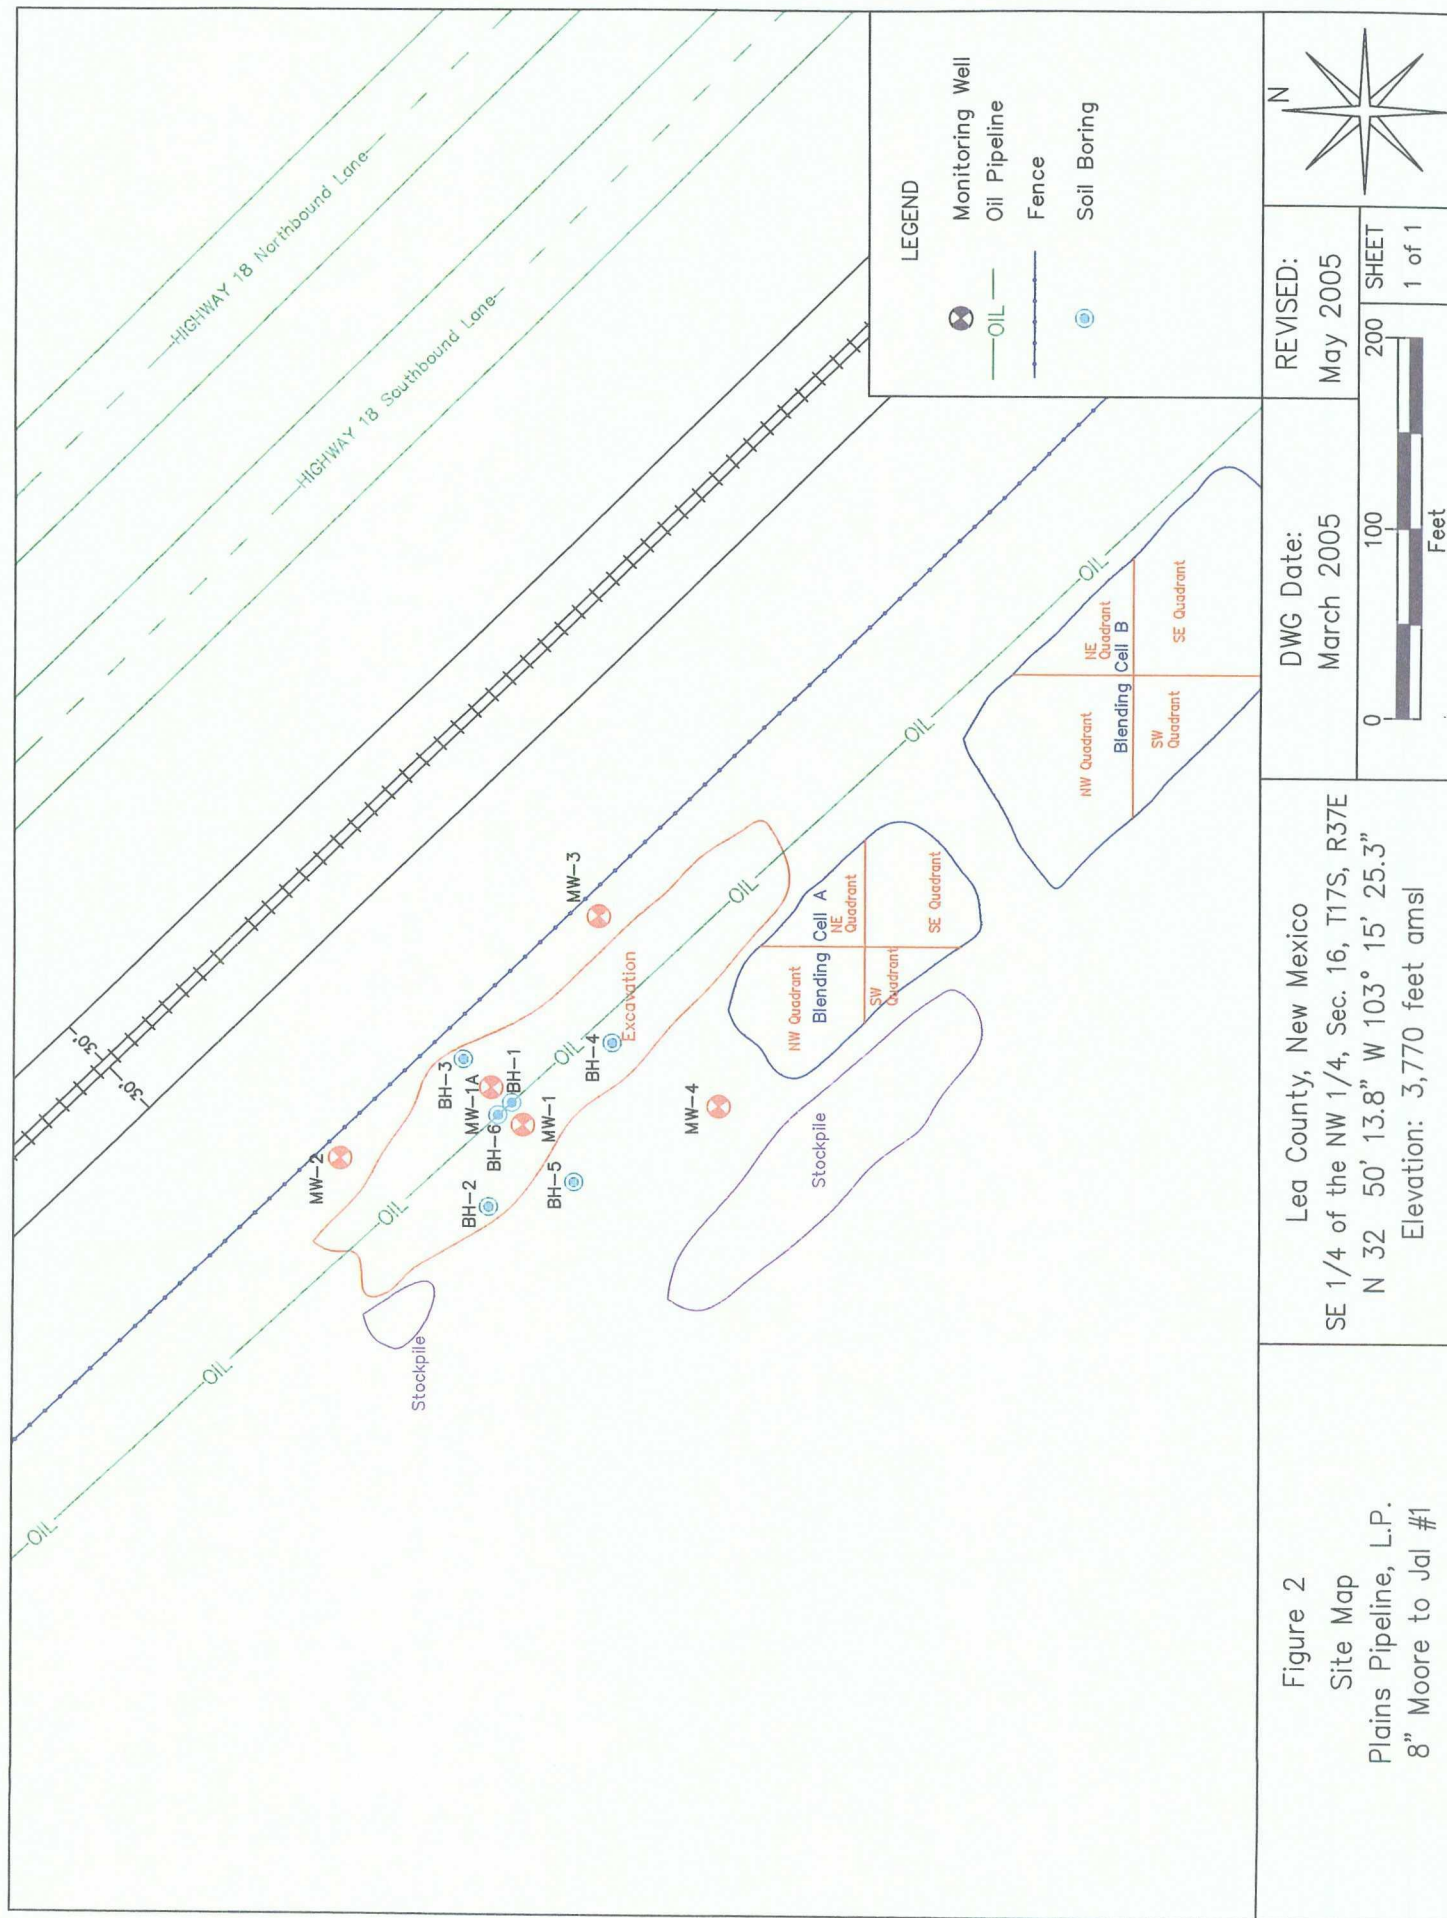 HIGHWAY 18 Northbound Lane
HIGHWAY 18 Southbound Lane
30'
30'
OIL
OIL
OIL
OIL
OIL
OIL
OIL
MW-2
BH-3
MW-1A
BH-1
BH-6
MW-1
BH-2
BH-5
BH-4
MW-3
MW-4
Excavation
Stockpile
Stockpile
Blending Cell A
NW Quadrant
NE
Quadrant
SW
Quadrant
SE Quadrant
Blending Cell B
NW Quadrant
NE
Quadrant
SW
Quadrant
SE Quadrant
LEGEND
Monitoring Well
OIL
Oil Pipeline
Fence
Soil Boring
Figure 2
Site Map
Plains Pipeline, L.P.
8" Moore to Jal #1
Lea County, New Mexico
SE 1/4 of the NW 1/4, Sec. 16, T17S, R37E
N 32 50' 13.8" W 103° 15' 25.3"
Elevation: 3,770 feet amsl
DWG Date:
March 2005
REVISED:
May 2005
0 100 200
Feet
SHEET
1 of 1
N